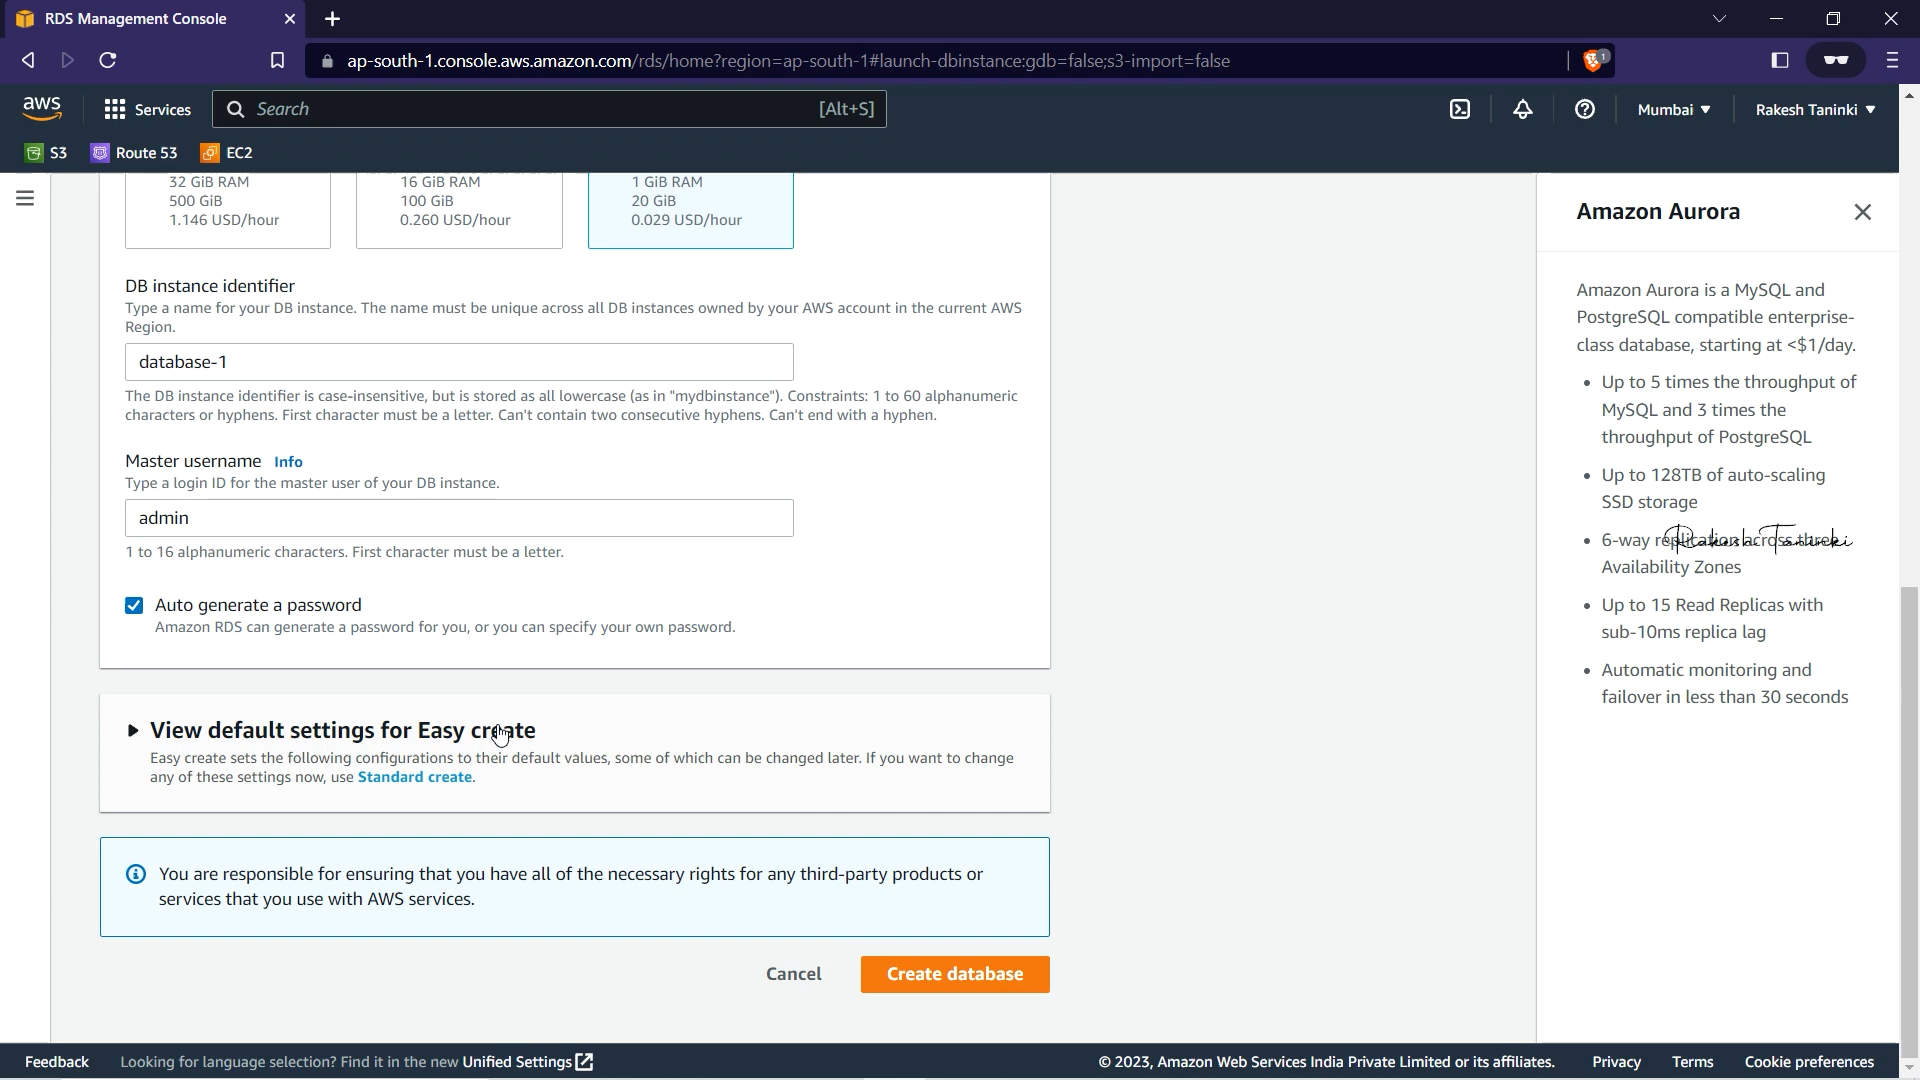 RDS Management Console
ap-south-1.console.aws.amazon.com/rds/home?region=ap-south-1#launch-dbinstance:gdb=false;s3-import=false
1
aws
Services
Search
[Alt+S]
Mumbai
Rakesh Taninki
S3
Route 53
EC2
32 GiB RAM
500 GiB
1.146 USD/hour
16 GiB RAM
100 GiB
0.260 USD/hour
1 GiB RAM
20 GiB
0.029 USD/hour
DB instance identifier
Type a name for your DB instance. The name must be unique across all DB instances owned by your AWS account in the current AWS
Region.
database-1
The DB instance identifier is case-insensitive, but is stored as all lowercase (as in "mydbinstance"). Constraints: 1 to 60 alphanumeric
characters or hyphens. First character must be a letter. Can't contain two consecutive hyphens. Can't end with a hyphen.
Master username Info
Type a login ID for the master user of your DB instance.
admin
1 to 16 alphanumeric characters. First character must be a letter.
Auto generate a password
Amazon RDS can generate a password for you, or you can specify your own password.
View default settings for Easy create
Easy create sets the following configurations to their default values, some of which can be changed later. If you want to change
any of these settings now, use Standard create.
You are responsible for ensuring that you have all of the necessary rights for any third-party products or
services that you use with AWS services.
Cancel
Create database
Amazon Aurora
Amazon Aurora is a MySQL and
PostgreSQL compatible enterprise-
class database, starting at <$1/day.
• Up to 5 times the throughput of
MySQL and 3 times the
throughput of PostgreSQL
• Up to 128TB of auto-scaling
SSD storage
• 6-way replication across three
Rakesh Taninki
Availability Zones
• Up to 15 Read Replicas with
sub-10ms replica lag
• Automatic monitoring and
failover in less than 30 seconds
Feedback
Looking for language selection? Find it in the new Unified Settings
© 2023, Amazon Web Services India Private Limited or its affiliates.
Privacy
Terms
Cookie preferences